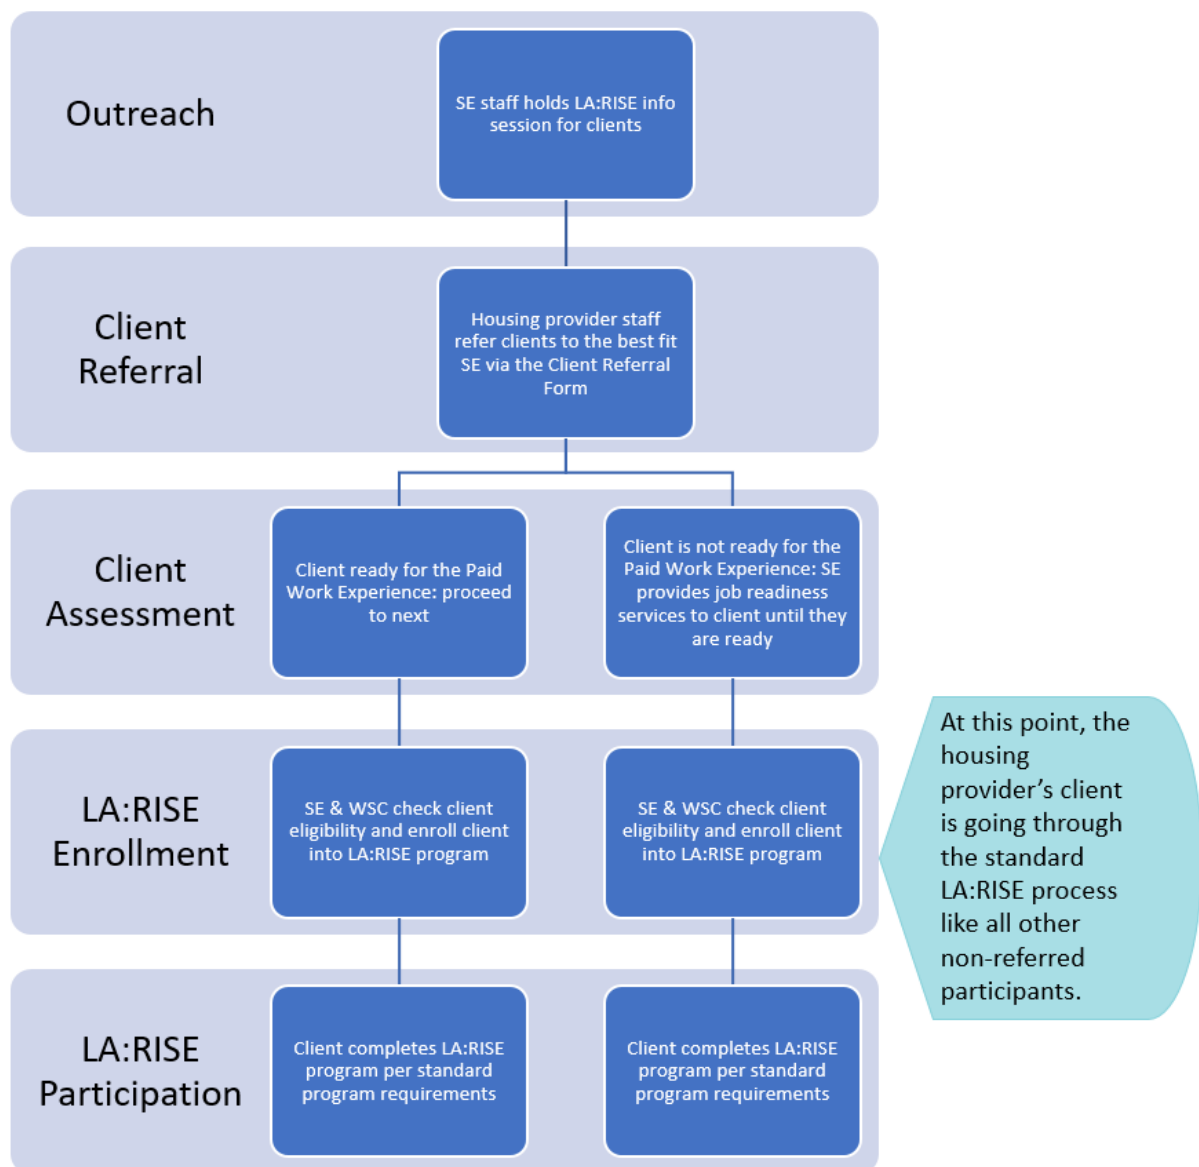 Outreach
SE staff holds LA:RISE info
session for clients
Client
Referral
Housing provider staff
refer clients to the best fit
SE via the Client Referral
Form
Client
Assessment
Client ready for the Paid
Work Experience: proceed
to next
Client is not ready for the
Paid Work Experience: SE
provides job readiness
services to client until they
are ready
LA:RISE
Enrollment
SE & WSC check client
eligibility and enroll client
into LA:RISE program
SE & WSC check client
eligibility and enroll client
into LA:RISE program
At this point, the
housing
provider’s client
is going through
the standard
LA:RISE process
like all other
non-referred
participants.
LA:RISE
Participation
Client completes LA:RISE
program per standard
program requirements
Client completes LA:RISE
program per standard
program requirements